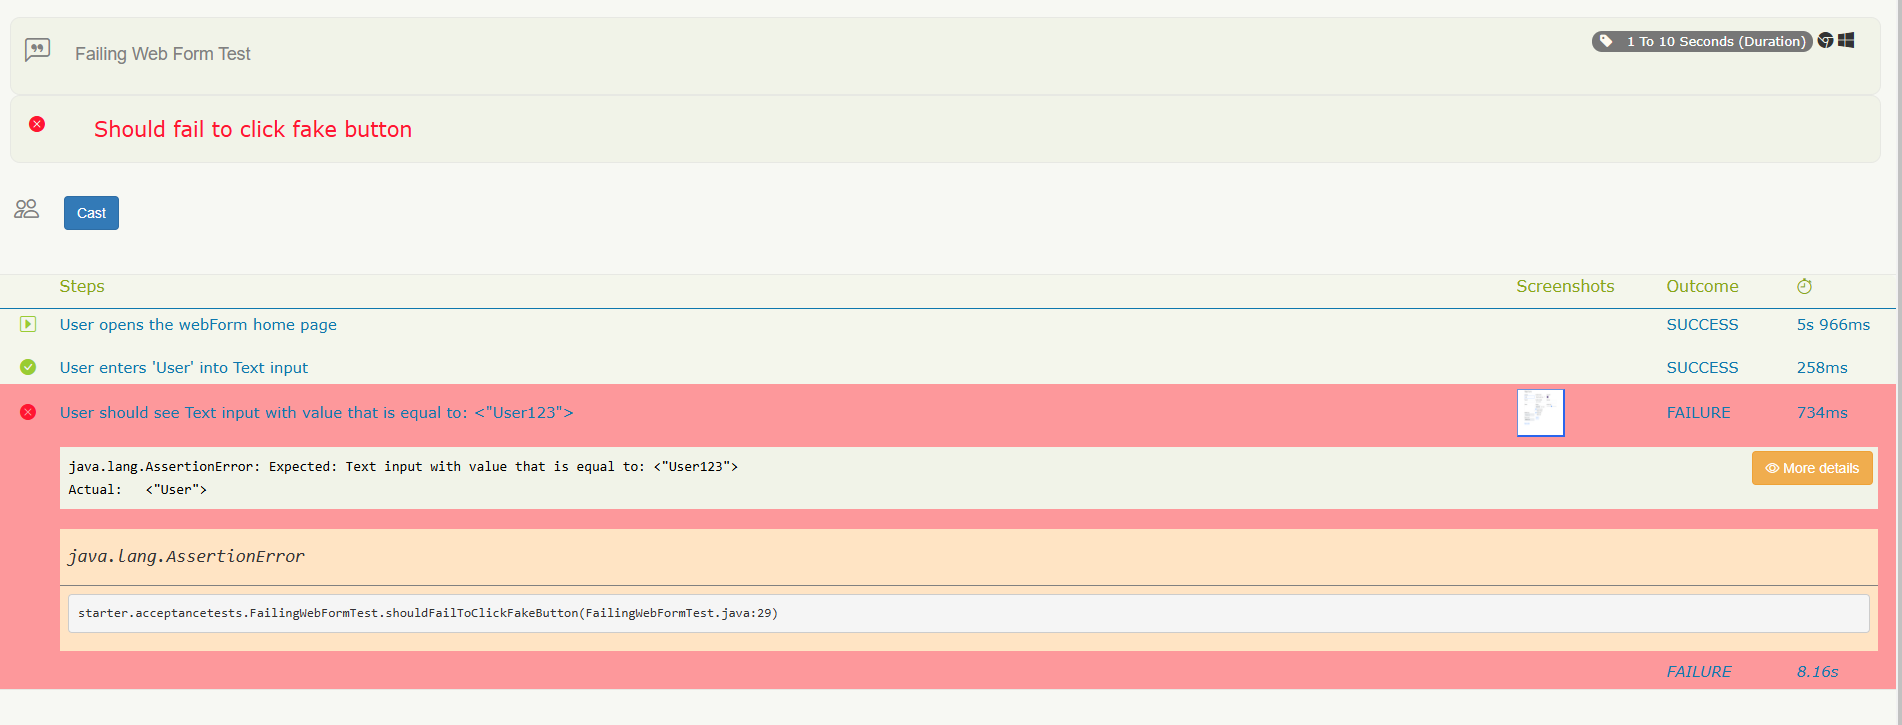 Failing Web Form Test
1 To 10 Seconds (Duration)
Should fail to click fake button
Cast
Steps Screenshots Outcome
User opens the webForm home page SUCCESS 5s 966ms
User enters 'User' into Text input SUCCESS 258ms
User should see Text input with value that is equal to: <"User123"> FAILURE 734ms
java.lang.AssertionError: Expected: Text input with value that is equal to: <"User123">
More details
Actual: <"User">
java.lang.AssertionError
starter.acceptancetests.FailingWebFormTest.shouldFailToClickFakeButton(FailingWebFormTest.java:29)
FAILURE 8.16s